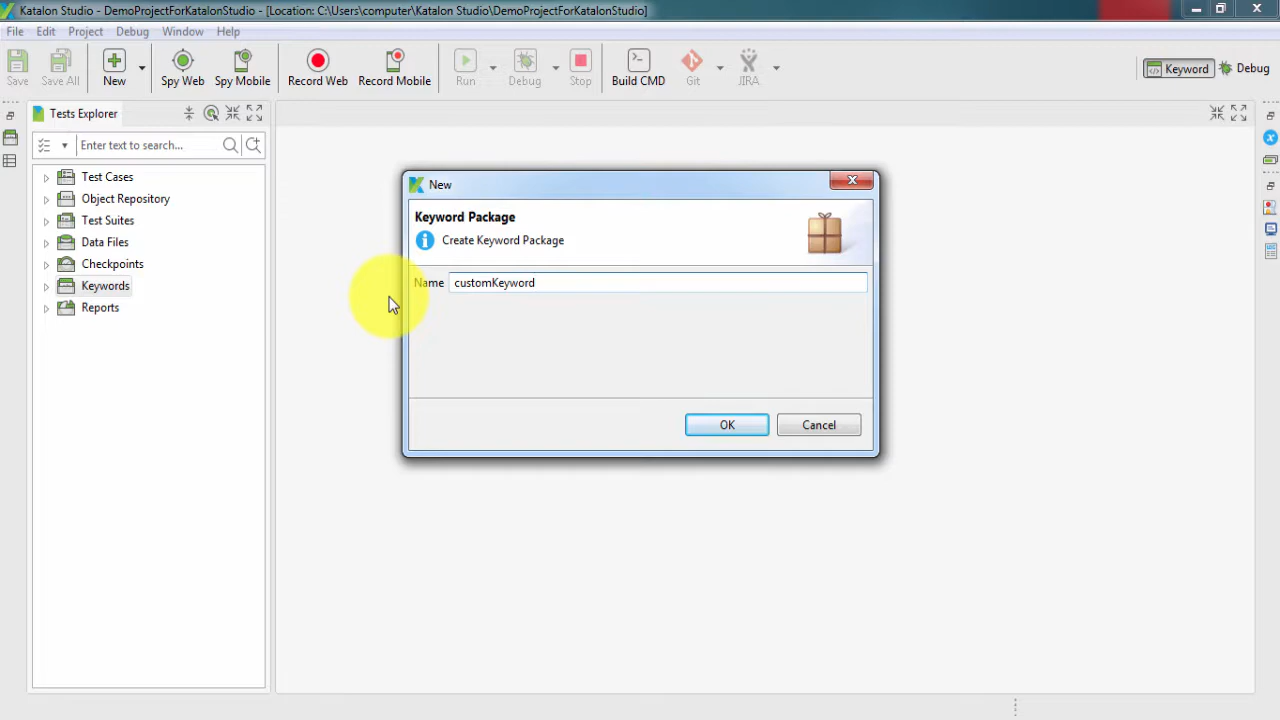 Katalon Studio - DemoProjectForKatalonStudio - [Location: C:\Users\computer\Katalon Studio\DemoProjectForKatalonStudio]
File Edit Project Debug Window Help
Save Save All New Spy Web Spy Mobile Record Web Record Mobile Run Debug Stop Build CMD Git JIRA Keyword Debug
Tests Explorer
Enter text to search...
Test Cases
Object Repository
Test Suites
Data Files
Checkpoints
Keywords
Reports
New
Keyword Package
Create Keyword Package
Name customKeyword
OK Cancel